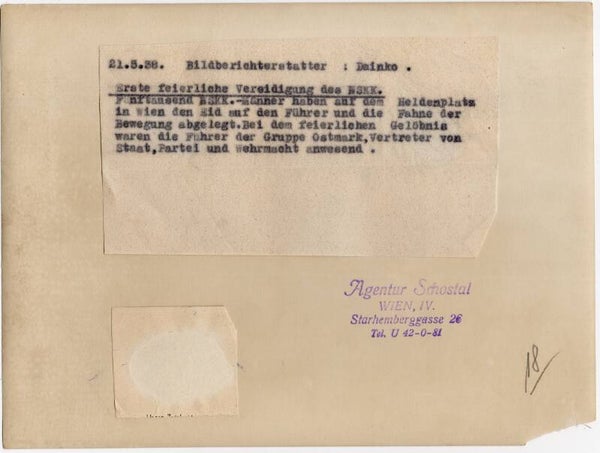 21.5.38. Bildberichterstatter : Dainko .
Erste feierliche Vereidigung des NSKK.
Fünftausend NSKK.-Männer haben auf dem Heldenplatz
in Wien den Eid auf den Führer und die Fahne der
Bewegung abgelegt.Bei dem feierlichen Gelöbnis
waren die Führer der Gruppe Ostmark,Vertreter von
Staat,Partei und Wehrmacht anwesend .
Agentur Schostal
WIEN, IV.
Starhemberggasse 26
Tel. U 42-0-81
18